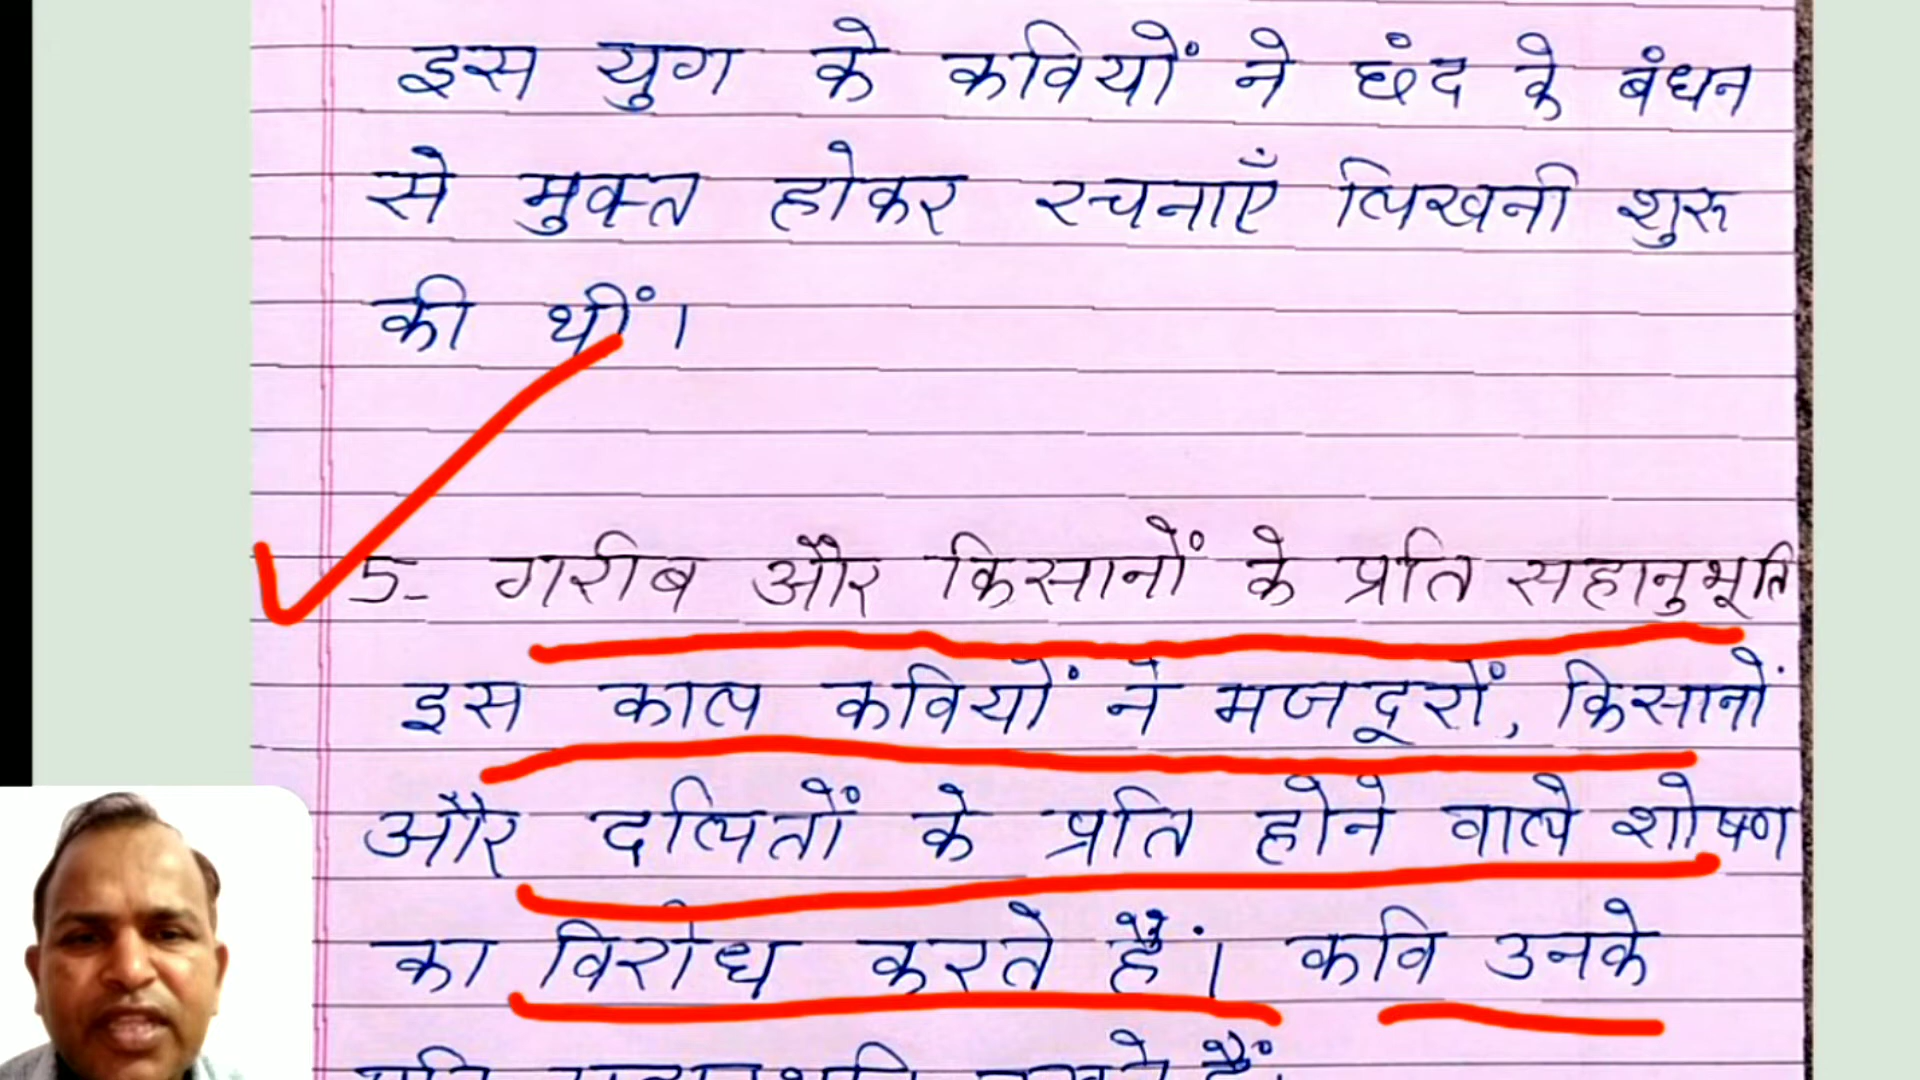 इस युग के कवियों ने छंद के बंधन
से मुक्त होकर रचनाएँ लिखनी शुरू
की थीं।
5- गरीब और किसानों के प्रति सहानुभूति
इस काल कवियों ने मजदूरों, किसानों
और दलितों के प्रति होने वाले शोषण
का विरोध करते हैं। कवि उनके